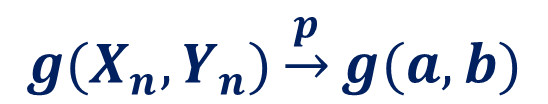 g(Xₙ, Yₙ) →ᵖ g(a, b)